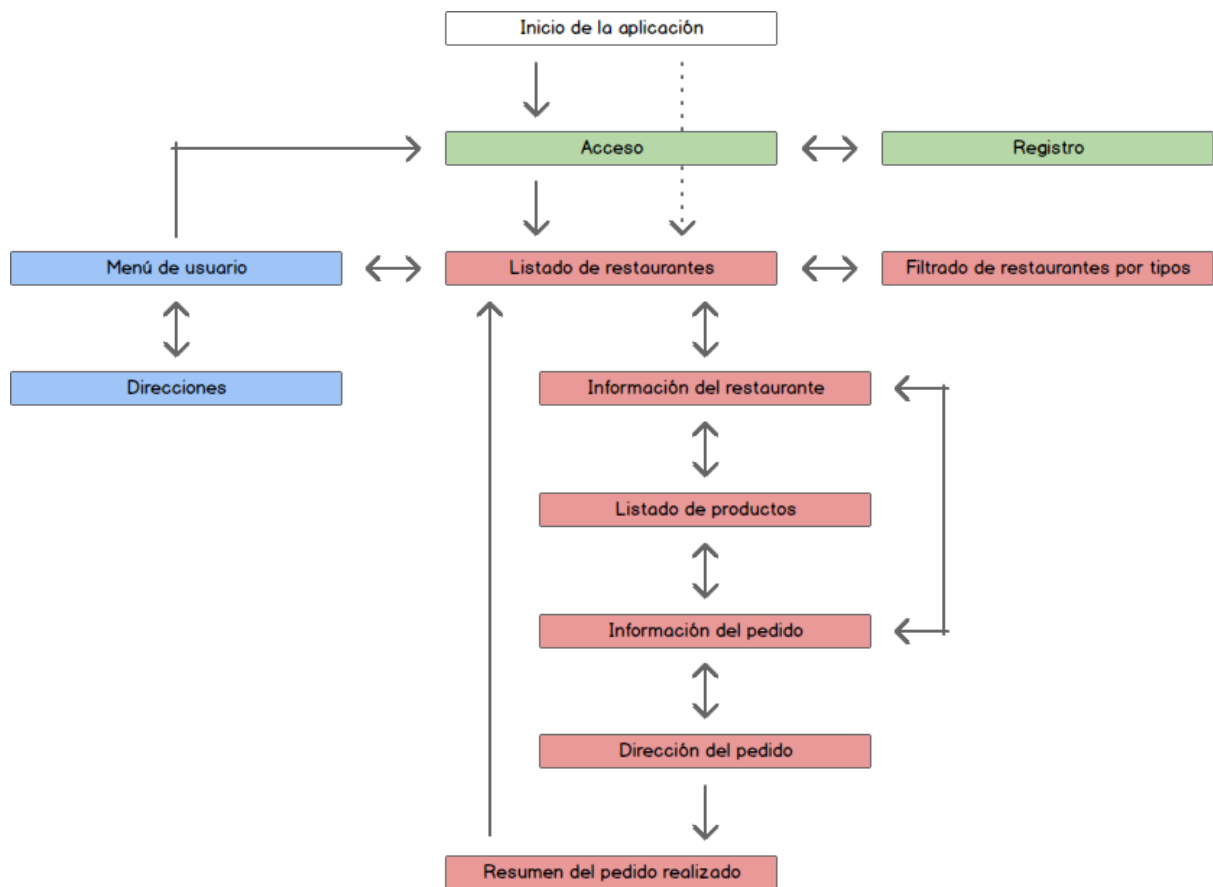 Inicio de la aplicación
Acceso
Registro
Menú de usuario
Listado de restaurantes
Filtrado de restaurantes por tipos
Direcciones
Información del restaurante
Listado de productos
Información del pedido
Dirección del pedido
Resumen del pedido realizado